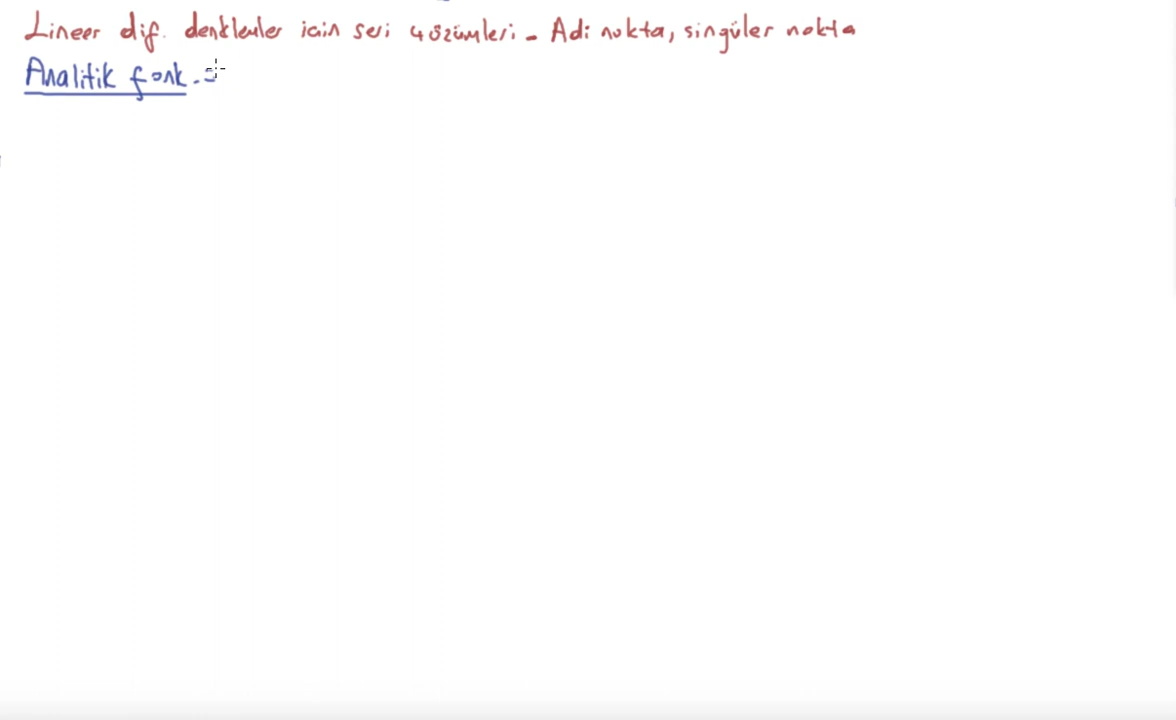 Lineer dif. denklemler için seri çözümleri - Adi nokta, singüler nokta
Analitik fonk. -